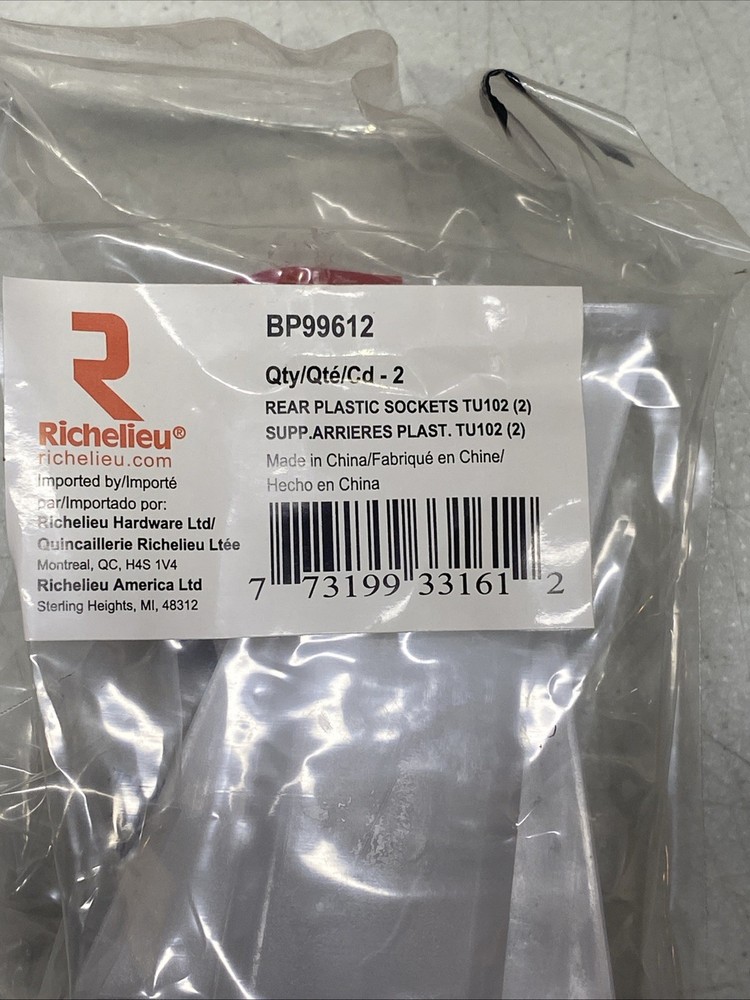 Richelieu®
richelieu.com
Imported by/Importé
par/Importado por:
Richelieu Hardware Ltd/
Quincaillerie Richelieu Ltée
Montreal, QC, H4S 1V4
Richelieu America Ltd
Sterling Heights, MI, 48312
BP99612
Qty/Qté/Cd - 2
REAR PLASTIC SOCKETS TU102 (2)
SUPP.ARRIERES PLAST. TU102 (2)
Made in China/Fabriqué en Chine/
Hecho en China
7 73199 33161 2